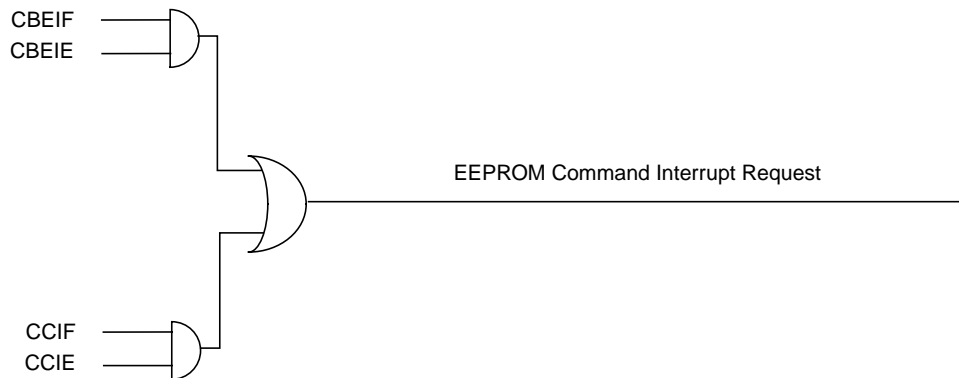 CBEIF
CBEIE
EEPROM Command Interrupt Request
CCIF
CCIE